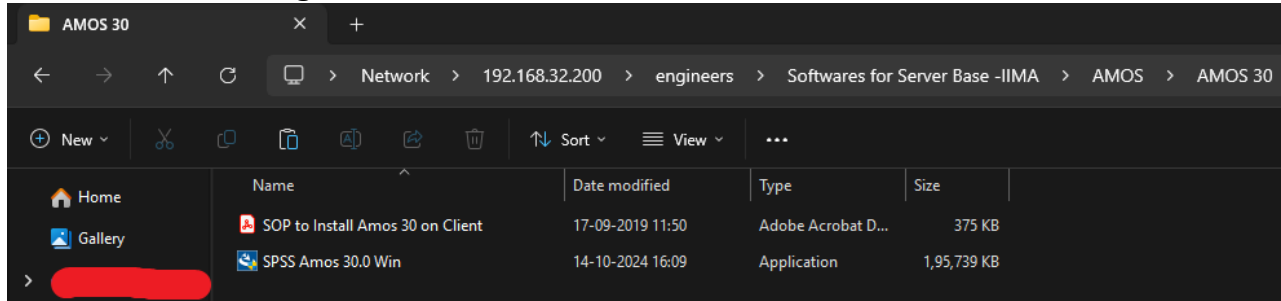 AMOS 30
Network > 192.168.32.200 > engineers > Softwares for Server Base -IIMA > AMOS > AMOS 30
New Sort View ...
Name Date modified Type Size
Home
SOP to Install Amos 30 on Client 17-09-2019 11:50 Adobe Acrobat D... 375 KB
Gallery
SPSS Amos 30.0 Win 14-10-2024 16:09 Application 1,95,739 KB